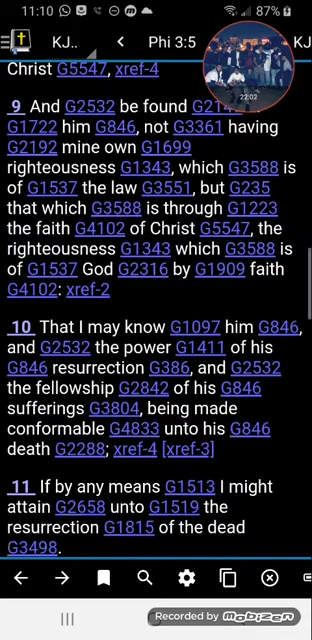 11:10 87%
KJ.. Phil 3:5 KJ
22:02
Christ G5547, xref-4
9 And G2532 be found
G1722 him G846, not G3361 having
G2192 mine own G1699
righteousness G1343, which G3588 is
of G1537 the law G3551, but G235
that which G3588 is through G1223
the faith G4102 of Christ G5547, the
righteousness G1343 which G3588 is
of G1537 God G2316 by G1909 faith
G4102: xref-2
10 That I may know G1097 him G846,
and G2532 the power G1411 of his
G846 resurrection G386, and G2532
the fellowship G2842 of his G846
sufferings G3804, being made
conformable G4833 unto his G846
death G2288; xref-4 [xref-3]
11 If by any means G1513 I might
attain G2658 unto G1519 the
resurrection G1815 of the dead
G3498.
Recorded by mobizen